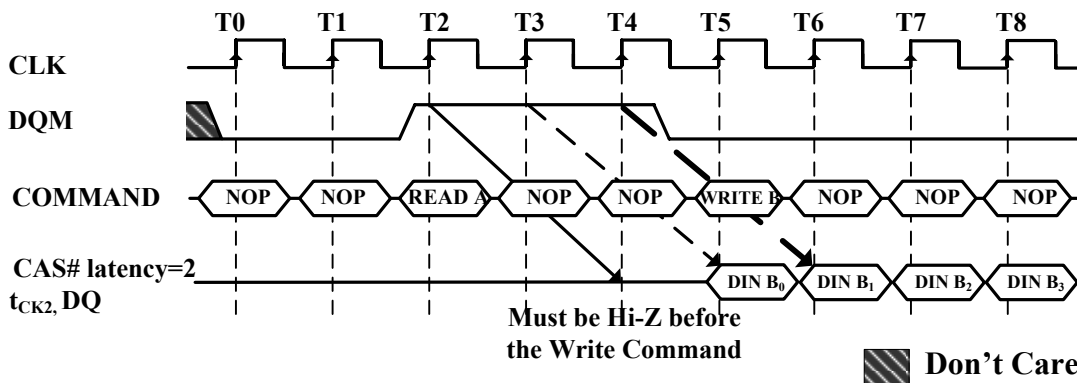 T0 T1 T2 T3 T4 T5 T6 T7 T8
CLK
DQM
COMMAND NOP NOP READ A NOP NOP WRITE B NOP NOP NOP
CAS# latency=2
tCK2, DQ DIN B0 DIN B1 DIN B2 DIN B3
Must be Hi-Z before
the Write Command
Don't Care